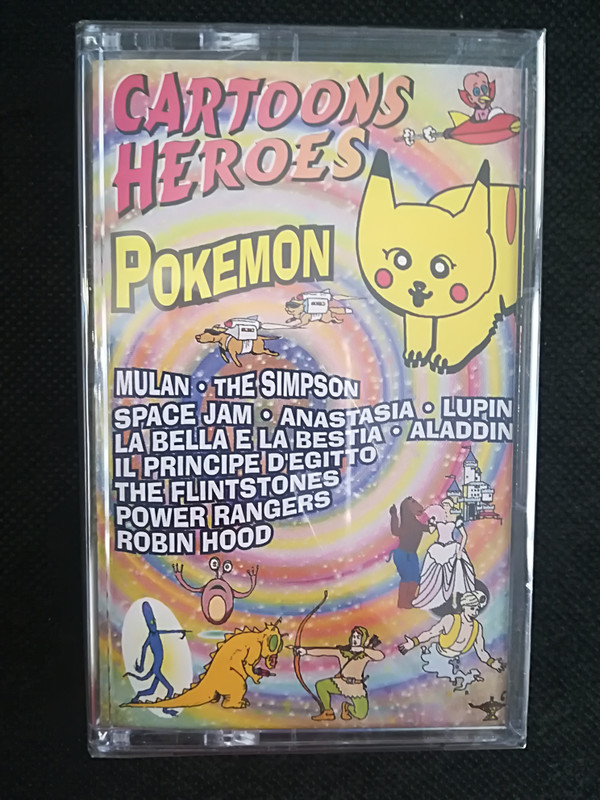 CARTOONS
HEROES
POKEMON
MULAN • THE SIMPSON
SPACE JAM • ANASTASIA • LUPIN
LA BELLA E LA BESTIA • ALADDIN
IL PRINCIPE D'EGITTO
THE FLINTSTONES
POWER RANGERS
ROBIN HOOD